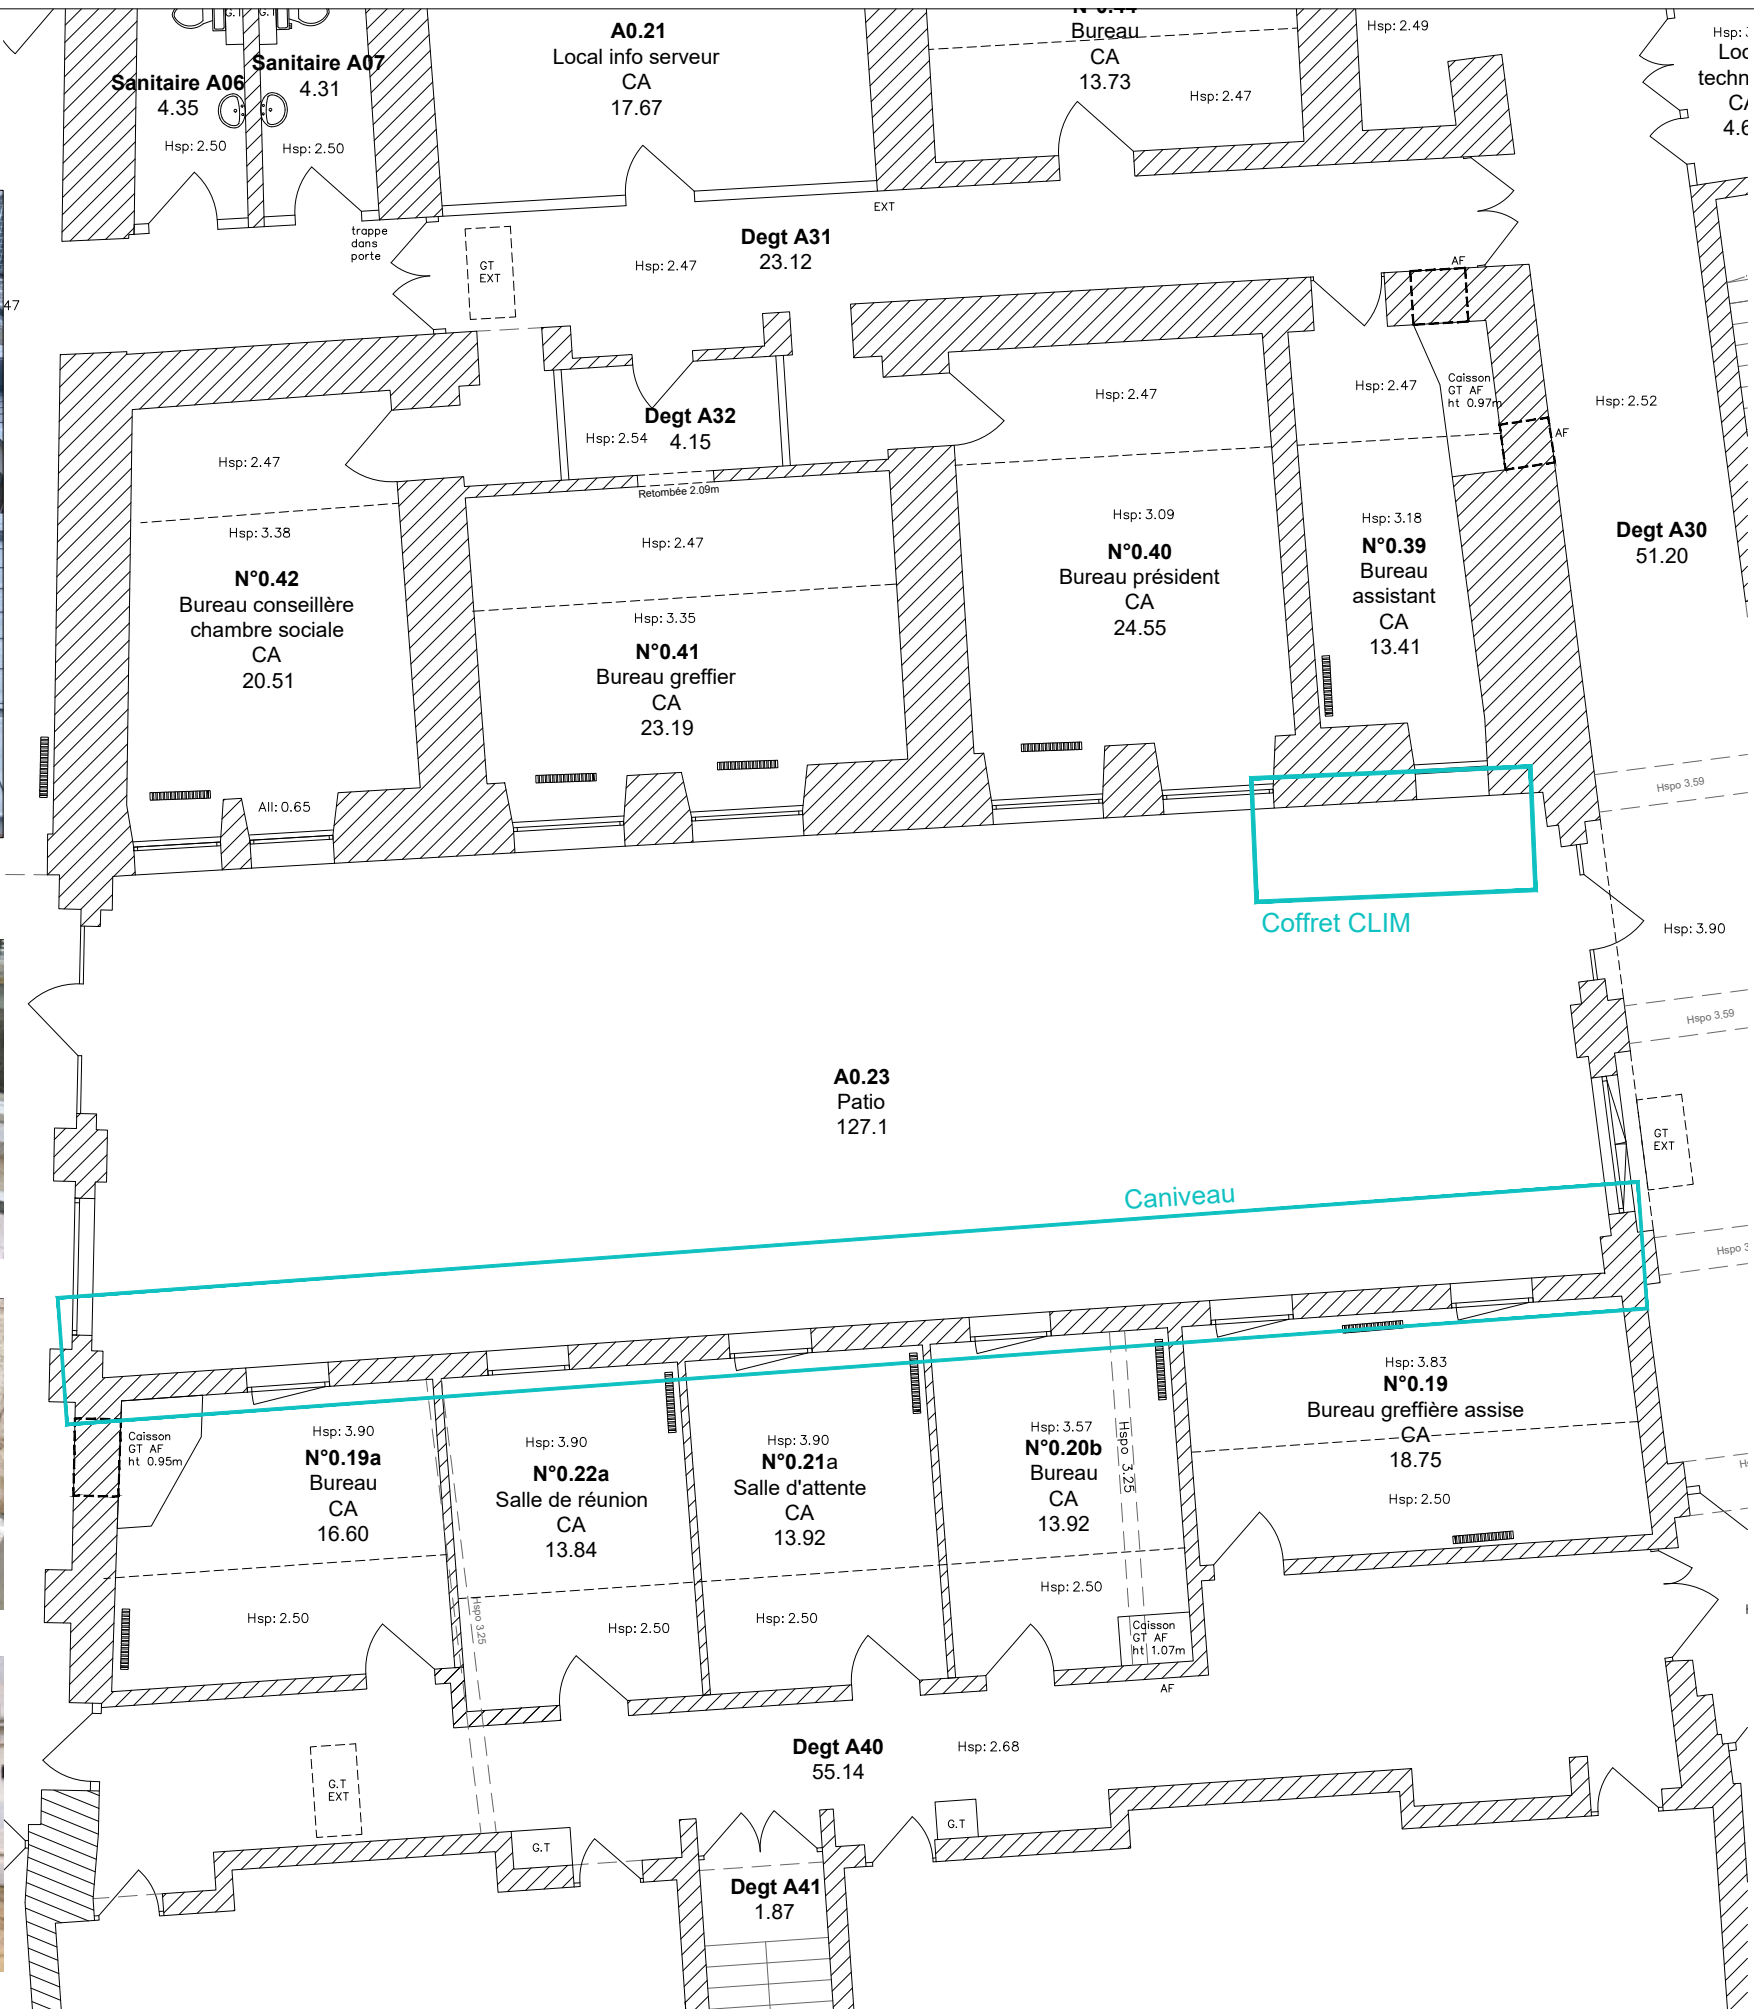 G.T
G.T
Sanitaire A06
4.35
Hsp: 2.50
Sanitaire A07
4.31
Hsp: 2.50
A0.21
Local info serveur
CA
17.67
Bureau
CA
13.73
Hsp: 2.47
Hsp: 2.49
CA
trappe
dans
porte
EXT
GT
EXT
Hsp: 2.47
Degt A31
23.12
AF
47
Hsp: 2.54
Degt A32
4.15
Retombée 2.09m
Hsp: 2.47
Hsp: 2.47
Caisson
GT AF
ht 0.97m
AF
Hsp: 2.52
Hsp: 2.47
Hsp: 3.38
N°0.42
Bureau conseillère
chambre sociale
CA
20.51
All: 0.65
Hsp: 2.47
Hsp: 3.35
N°0.41
Bureau greffier
CA
23.19
Hsp: 3.09
N°0.40
Bureau président
CA
24.55
Hsp: 3.18
N°0.39
Bureau
assistant
CA
13.41
Degt A30
51.20
Hspo 3.59
Coffret CLIM
Hsp: 3.90
Hspo 3.59
A0.23
Patio
127.1
GT
EXT
Caniveau
Caisson
GT AF
ht 0.95m
Hsp: 3.90
N°0.19a
Bureau
CA
16.60
Hsp: 2.50
Hsp: 3.90
N°0.22a
Salle de réunion
CA
13.84
Hsp: 2.50
Hspo 3.25
Hsp: 3.90
N°0.21a
Salle d'attente
CA
13.92
Hsp: 2.50
Hsp: 3.57
N°0.20b
Bureau
CA
13.92
Hspo 3.25
Hsp: 2.50
Caisson
GT AF
ht 1.07m
AF
Hsp: 3.83
N°0.19
Bureau greffière assise
CA
18.75
Hsp: 2.50
Degt A40
55.14
Hsp: 2.68
G.T
EXT
G.T
G.T
Degt A41
1.87